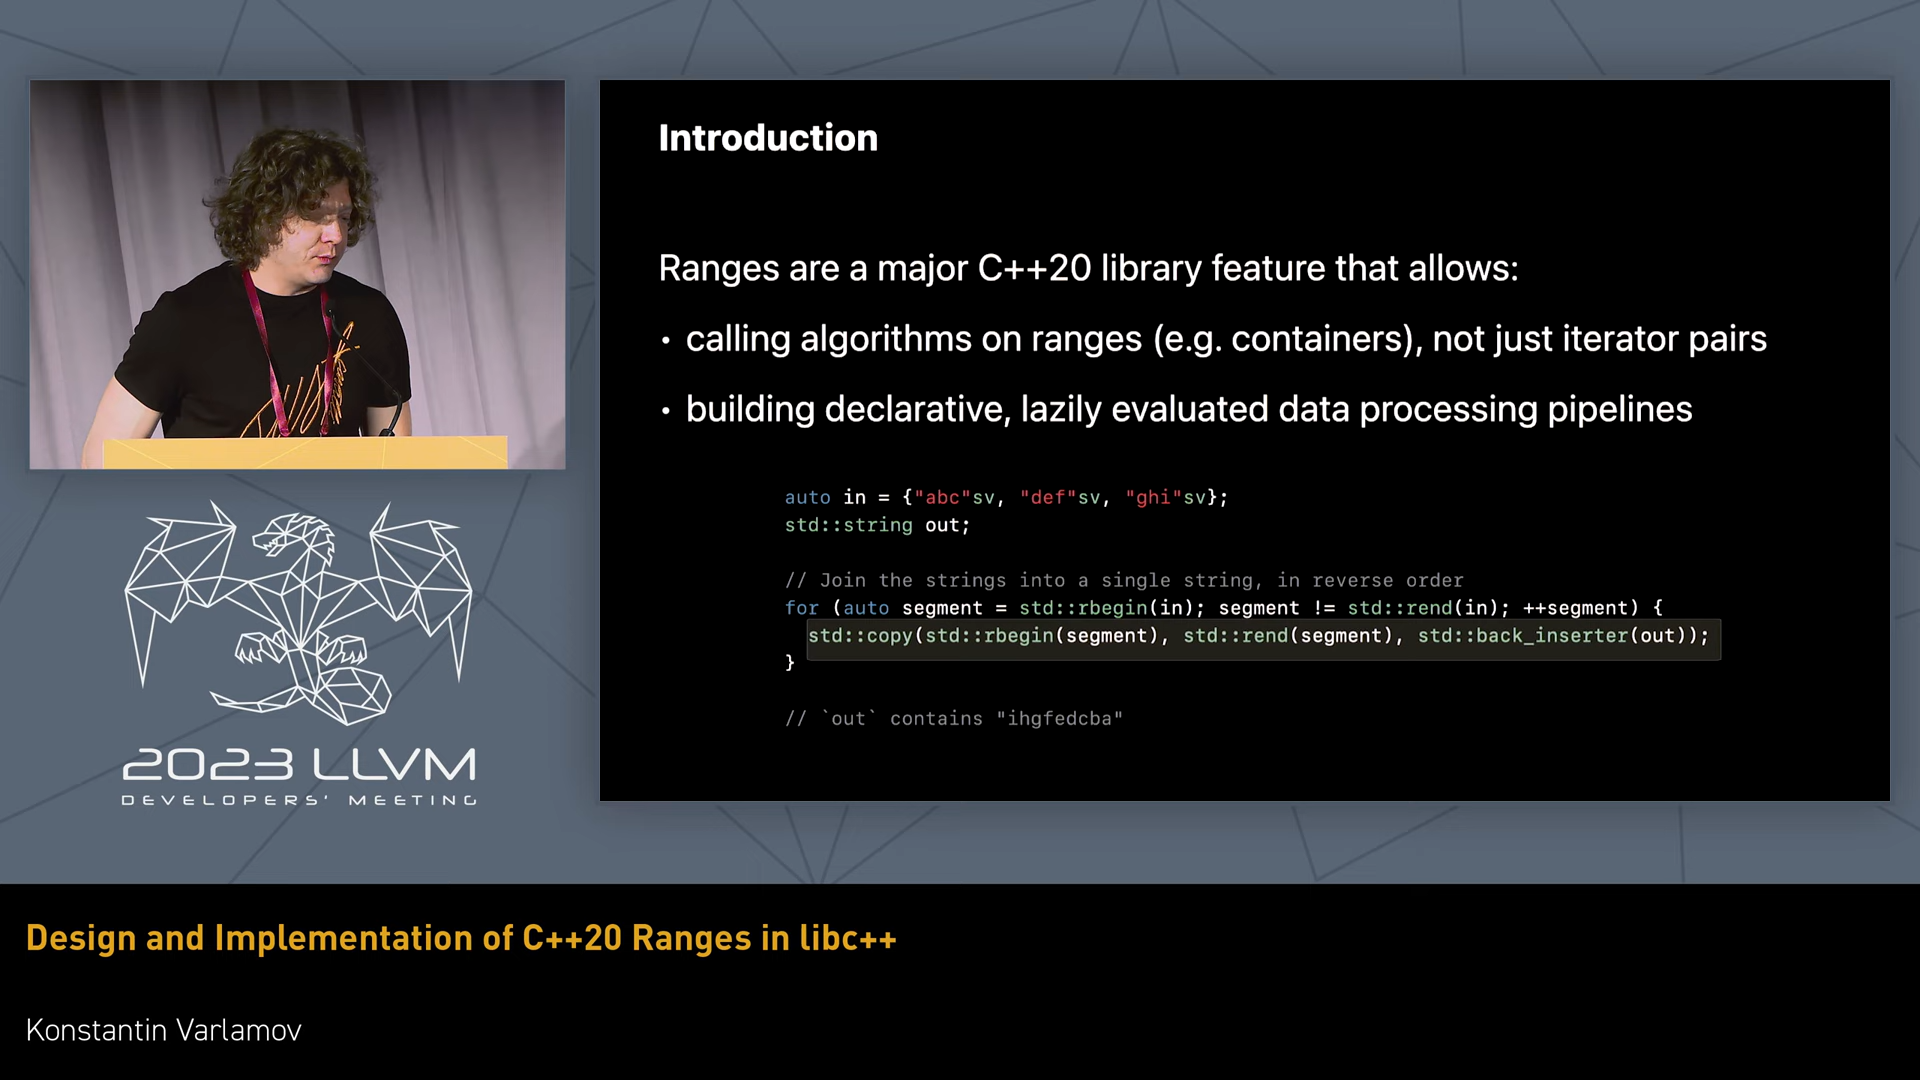 Introduction
Ranges are a major C++20 library feature that allows:
• calling algorithms on ranges (e.g. containers), not just iterator pairs
• building declarative, lazily evaluated data processing pipelines
auto in = {"abc"sv, "def"sv, "ghi"sv};
std::string out;
// Join the strings into a single string, in reverse order
for (auto segment = std::rbegin(in); segment != std::rend(in); ++segment) {
std::copy(std::rbegin(segment), std::rend(segment), std::back_inserter(out));
}
// `out` contains "ihgfedcba"
2023 LLVM
DEVELOPERS' MEETING
Design and Implementation of C++20 Ranges in libc++
Konstantin Varlamov